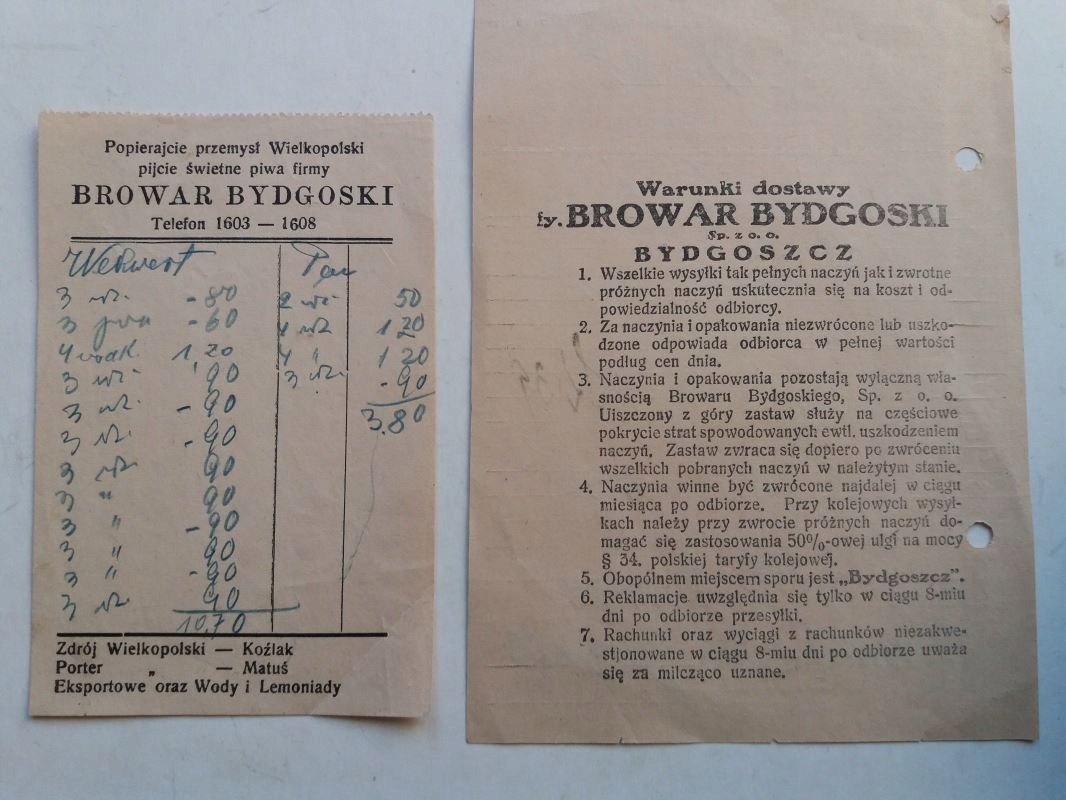 Popierajcie przemysł Wielkopolski
pijcie świetne piwa firmy
BROWAR BYDGOSKI
Telefon 1603 — 1608
3 - 80
3 - 60
4 1 20
3 90
3 - 90
3 - 90
3 90
3 " 90
3 " - 90
3 " 90
3 " - 90
3 90
10,70
2 50
4 1 20
4 " 1 20
3 - 90
3.80
Zdrój Wielkopolski — Koźlak
Porter „ — Matuś
Eksportowe oraz Wody i Lemoniady
Warunki dostawy
fy. BROWAR BYDGOSKI
Sp. z o. o.
BYDGOSZCZ
1. Wszelkie wysyłki tak pełnych naczyń jak i zwrotne
próżnych naczyń uskutecznia się na koszt i od-
powiedzialność odbiorcy.
2. Za naczynia i opakowania niezwrócone lub uszko-
dzone odpowiada odbiorca w pełnej wartości
podług cen dnia.
3. Naczynia i opakowania pozostają wyłączną wła-
snością Browaru Bydgoskiego, Sp. z o. o.
Uiszczony z góry zastaw służy na częściowe
pokrycie strat spowodowanych ewtl. uszkodzeniem
naczyń. Zastaw zwraca się dopiero po zwróceniu
wszelkich pobranych naczyń w należytym stanie.
4. Naczynia winne być zwrócone najdalej w ciągu
miesiąca po odbiorze. Przy kolejowych wysył-
kach należy przy zwrocie próżnych naczyń do-
magać się zastosowania 50%-owej ulgi na mocy
§ 34. polskiej taryfy kolejowej.
5. Obopólnem miejscem sporu jest „Bydgoszcz".
6. Reklamacje uwzględnia się tylko w ciągu 8-miu
dni po odbiorze przesyłki.
7. Rachunki oraz wyciągi z rachunków niezakwe-
stjonowane w ciągu 8-miu dni po odbiorze uważa
się za milcząco uznane.